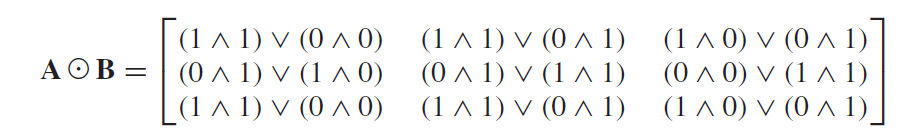 (1 ∧ 1) ∨ (0 ∧ 0) (1 ∧ 1) ∨ (0 ∧ 1) (1 ∧ 0) ∨ (0 ∧ 1)
A ⊙ B = (0 ∧ 1) ∨ (1 ∧ 0) (0 ∧ 1) ∨ (1 ∧ 1) (0 ∧ 0) ∨ (1 ∧ 1)
(1 ∧ 1) ∨ (0 ∧ 0) (1 ∧ 1) ∨ (0 ∧ 1) (1 ∧ 0) ∨ (0 ∧ 1)